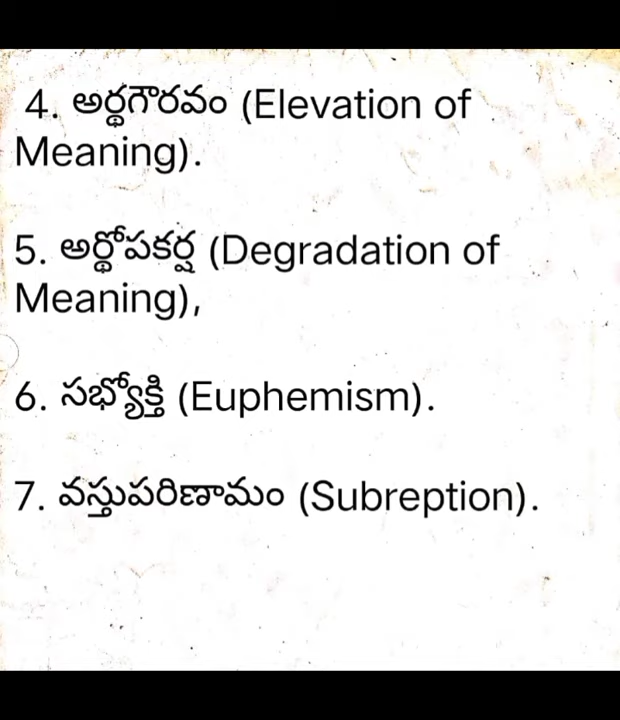 4. అర్థగౌరవం (Elevation of
Meaning).
5. అర్థోపకర్ష (Degradation of
Meaning),
6. సభ్యోక్తి (Euphemism).
7. వస్తుపరిణామం (Subreption).